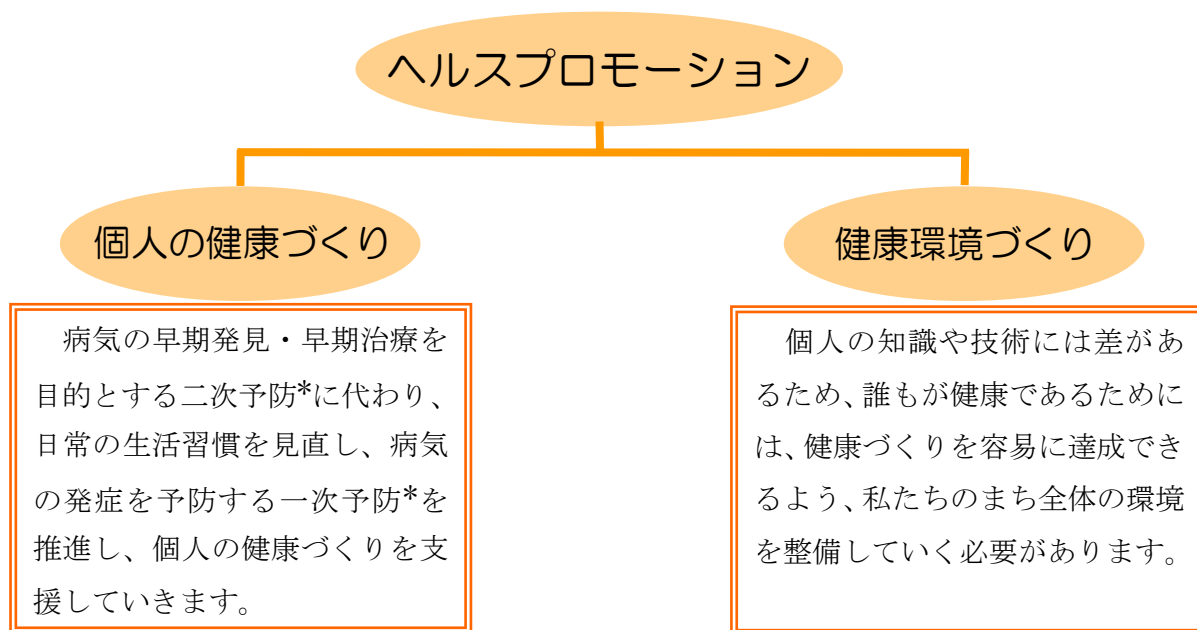 ヘルスプロモーション
個人の健康づくり
健康環境づくり
病気の早期発見・早期治療を
目的とする二次予防*に代わり、
日常の生活習慣を見直し、病気
の発症を予防する一次予防*を
推進し、個人の健康づくりを支
援していきます。
個人の知識や技術には差があ
るため、誰もが健康であるために
は、健康づくりを容易に達成でき
るよう、私たちのまち全体の環境
を整備していく必要があります。